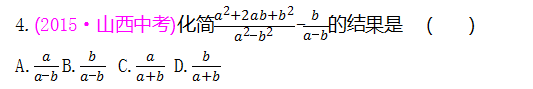 4. (2015·山西中考)化简\frac{a^2+2ab+b^2}{a^2-b^2}-\frac{b}{a-b}的结果是 ( )
A.\frac{a}{a-b} B.\frac{b}{a-b} C.\frac{a}{a+b} D.\frac{b}{a+b}